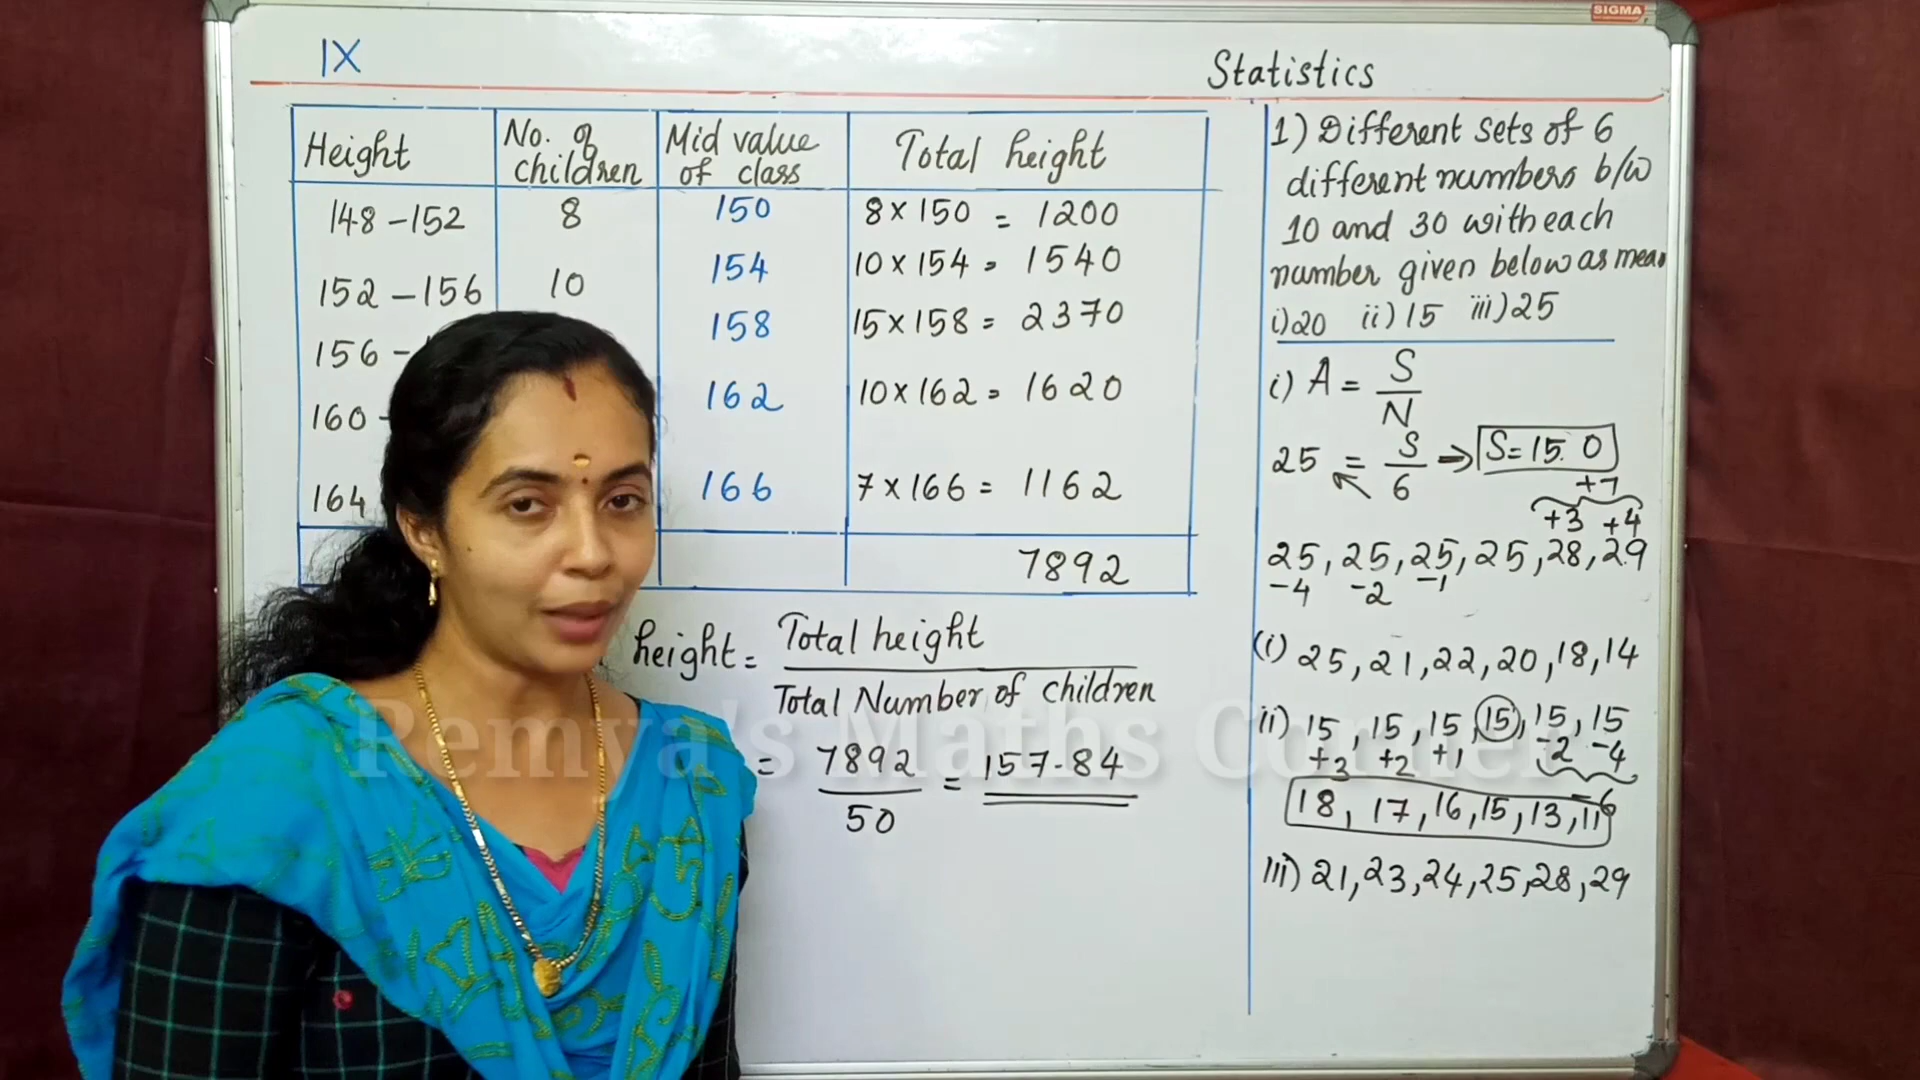 SIGMA
IX
Statistics
Height
No. of children
Mid value of class
Total height
148 - 152 8 150 8 × 150 = 1200
152 - 156 10 154 10 × 154 = 1540
156 - 158 15 × 158 = 2370
160 - 162 10 × 162 = 1620
164 166 7 × 166 = 1162
7892
height = Total height
Total Number of children
= 7892 = 157.84
50
1) Different sets of 6
different numbers b/w
10 and 30 with each
number given below as mean
i) 20 ii) 15 iii) 25
i) A = S
N
25 = S ⇒ S = 15.0
6
+7
+3 +4
25, 25, 25, 25, 28, 29
-4 -2 -1
(i) 25, 21, 22, 20, 18, 14
ii) 15, 15, 15, 15, 15, 15
+3 +2 +1 -2 -4
-6
18, 17, 16, 15, 13, 11
iii) 21, 23, 24, 25, 28, 29
Remya's Maths Corner